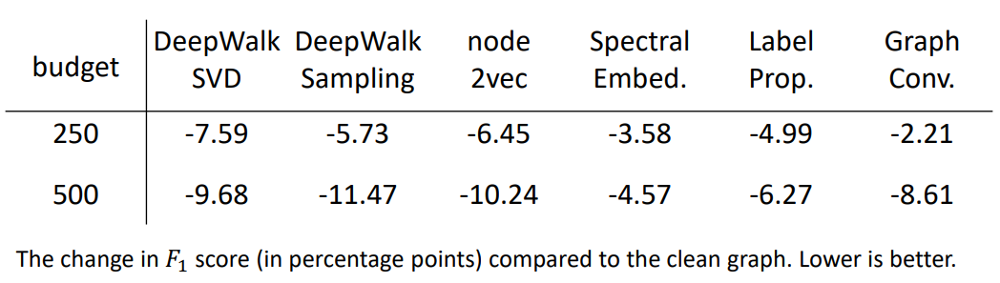 budget DeepWalk SVD DeepWalk Sampling node 2vec Spectral Embed. Label Prop. Graph Conv.
250 -7.59 -5.73 -6.45 -3.58 -4.99 -2.21
500 -9.68 -11.47 -10.24 -4.57 -6.27 -8.61
The change in F₁ score (in percentage points) compared to the clean graph. Lower is better.